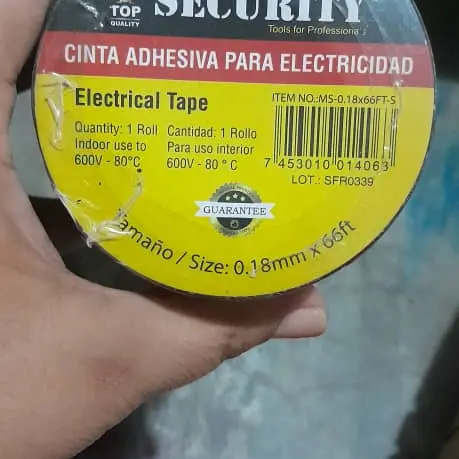 SECURITY
TOP
QUALITY
Tools for Professionals
CINTA ADHESIVA PARA ELECTRICIDAD
Electrical Tape
ITEM NO.:MS-0.18x66FT-S
Quantity: 1 Roll Cantidad: 1 Rollo
Indoor use to Para uso interior
600V - 80°C 600V - 80 ° C
7 453010 014063
LOT.: SFR0339
GUARANTEE
Tamaño / Size: 0.18mm x 66ft